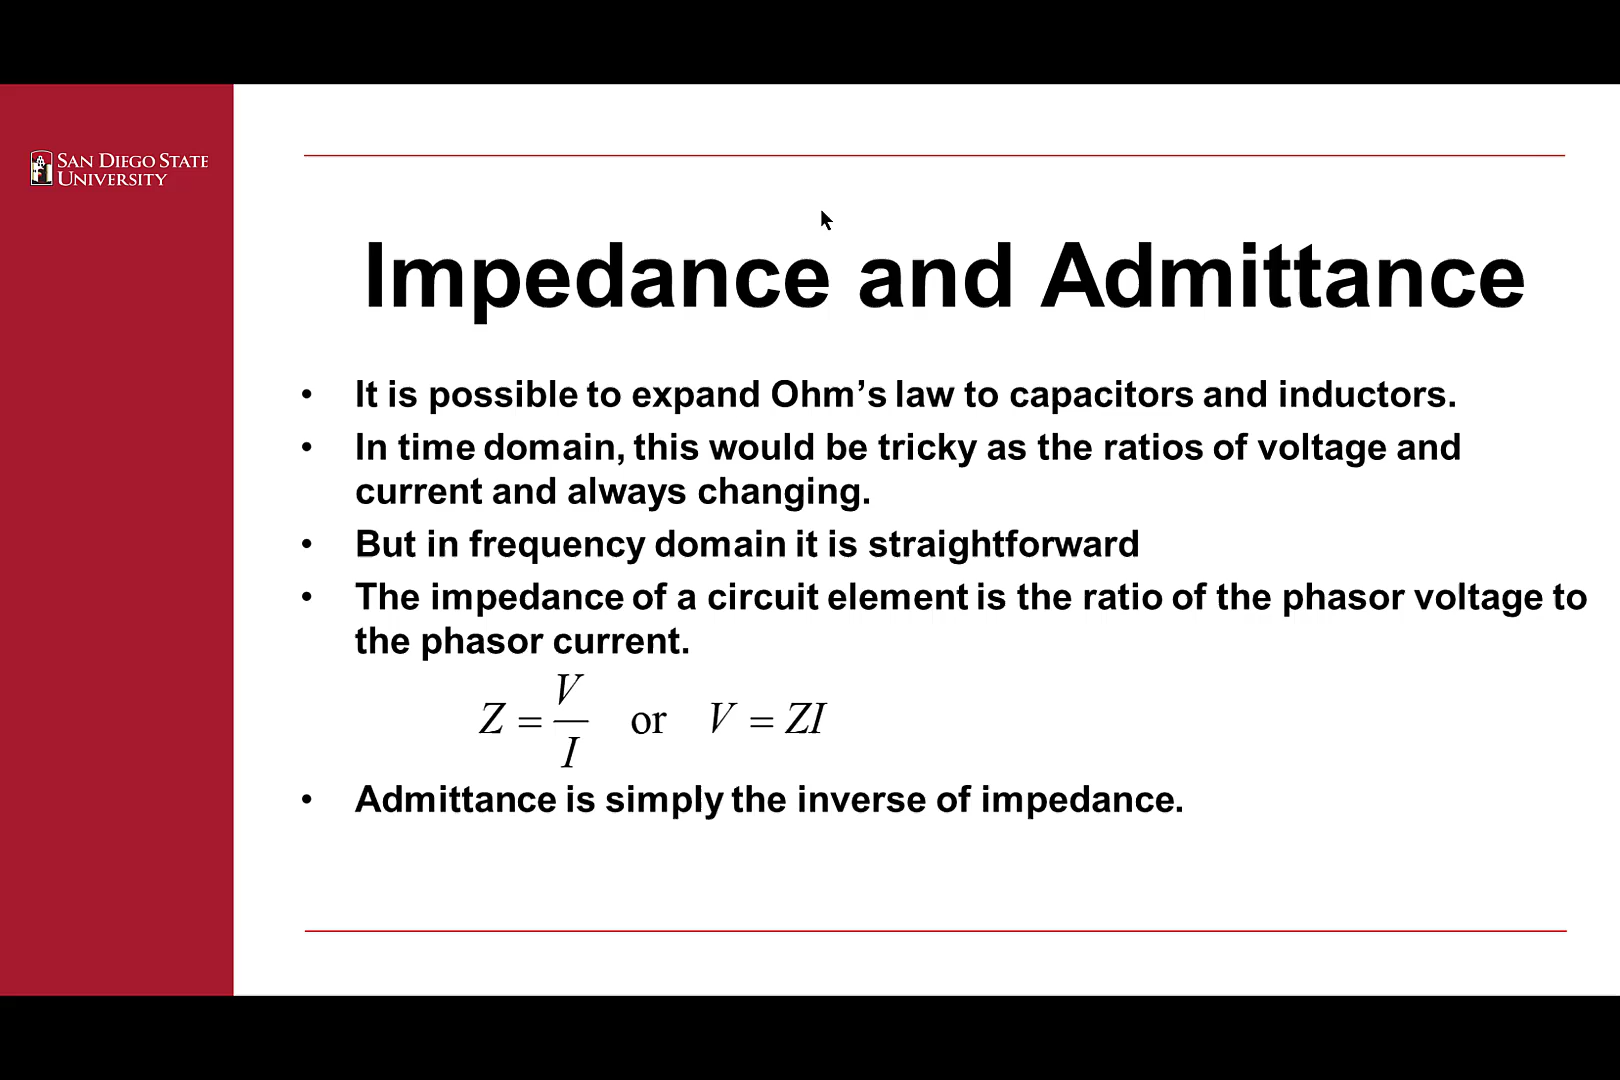 SAN DIEGO STATE
UNIVERSITY
Impedance and Admittance
• It is possible to expand Ohm’s law to capacitors and inductors.
• In time domain, this would be tricky as the ratios of voltage and
current and always changing.
• But in frequency domain it is straightforward
• The impedance of a circuit element is the ratio of the phasor voltage to
the phasor current.
Z = V/I or V = ZI
• Admittance is simply the inverse of impedance.